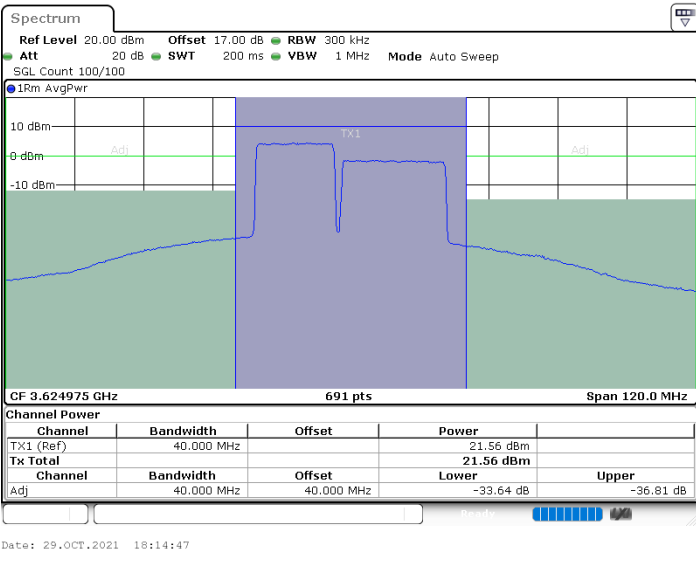 Spectrum
Ref Level 20.00 dBm Offset 17.00 dB RBW 300 kHz
Att 20 dB SWT 200 ms VBW 1 MHz Mode Auto Sweep
SGL Count 100/100
1Rm AvgPwr
10 dBm
TX1
Adj Adj
0 dBm
-10 dBm
CF 3.624975 GHz 691 pts Span 120.0 MHz
Channel Power
Channel Bandwidth Offset Power
TX1 (Ref) 40.000 MHz 21.56 dBm
Tx Total 21.56 dBm
Channel Bandwidth Offset Lower Upper
Adj 40.000 MHz 40.000 MHz -33.64 dB -36.81 dB
Ready
Date: 29.OCT.2021 18:14:47